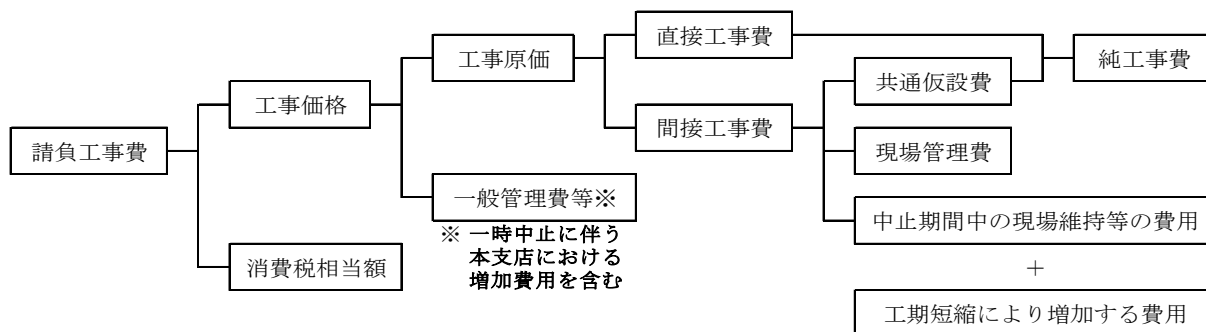 直接工事費
工事原価
純工事費
共通仮設費
工事価格
間接工事費
請負工事費
現場管理費
一般管理費等※
※ 一時中止に伴う
本支店における
増加費用を含む
中止期間中の現場維持等の費用
消費税相当額
+
工期短縮により増加する費用